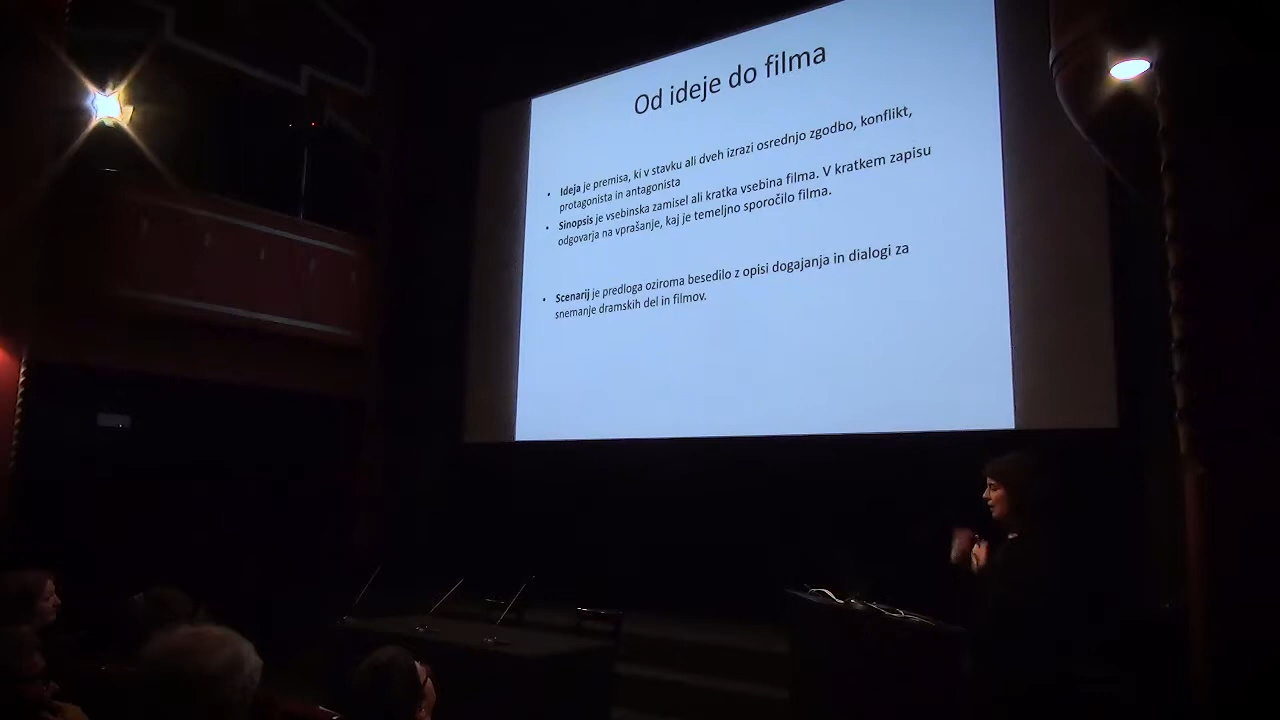 Od ideje do filma
• Ideja je premisa, ki v stavku ali dveh izrazi osrednjo zgodbo, konflikt,
protagonista in antagonista
• Sinopsis je vsebinska zamisel ali kratka vsebina filma. V kratkem zapisu
odgovarja na vprašanje, kaj je temeljno sporočilo filma.
• Scenarij je predloga oziroma besedilo z opisi dogajanja in dialogi za
snemanje dramskih del in filmov.